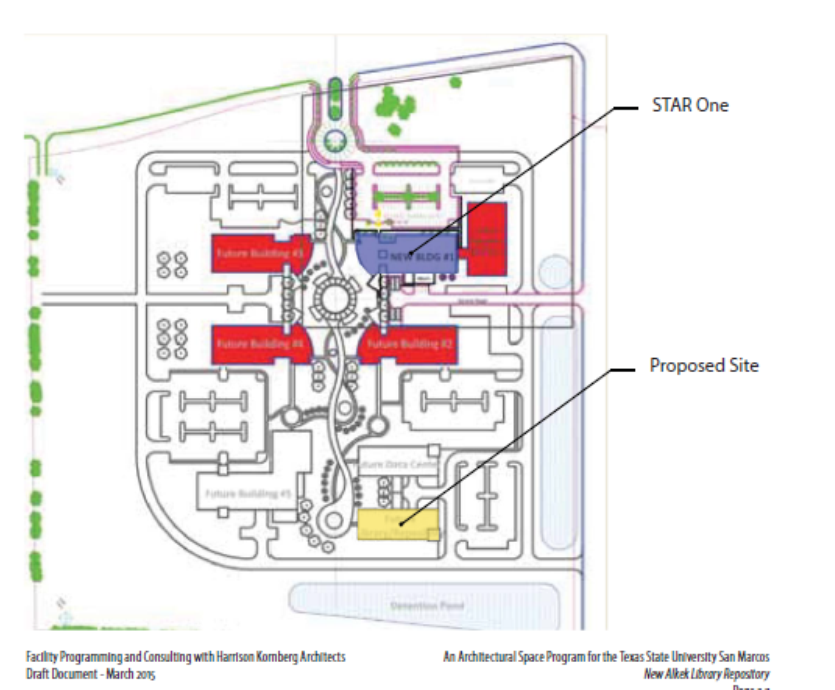 STAR One
Future Building #3
NEW BLDG #1
Future Building #4
Future Building #2
Proposed Site
Future Data Center
Future Building #5
Detention Pond
Facility Programming and Consulting with Harrison Kornberg Architects
Draft Document - March 2015
An Architectural Space Program for the Texas State University San Marcos
New Alkek Library Repository